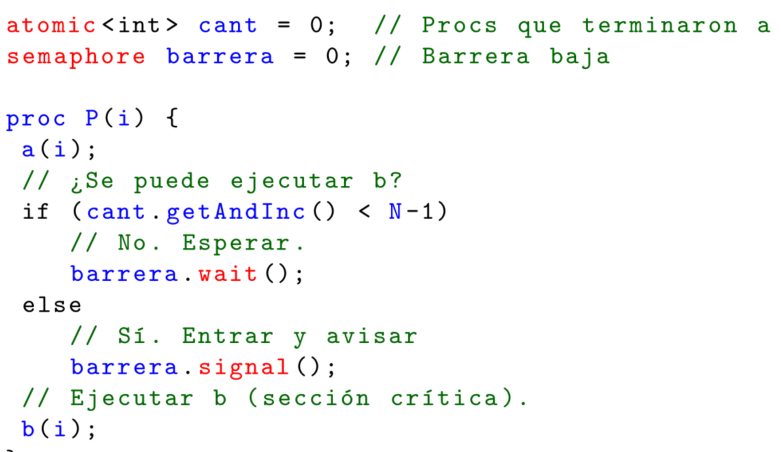 atomic<int> cant = 0; // Procs que terminaron a
semaphore barrera = 0; // Barrera baja
proc P(i) {
a(i);
// ¿Se puede ejecutar b?
if (cant.getAndInc() < N-1)
// No. Esperar.
barrera.wait();
else
// Sí. Entrar y avisar
barrera.signal();
// Ejecutar b (sección crítica).
b(i);